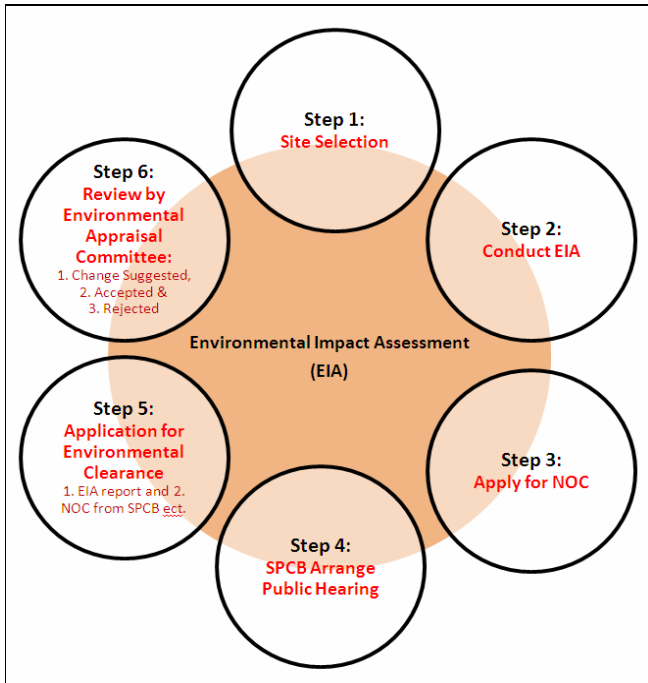 Step 1:
Site Selection
Step 2:
Conduct EIA
Step 3:
Apply for NOC
Step 4:
SPCB Arrange
Public Hearing
Step 5:
Application for
Environmental
Clearance
1. EIA report and 2.
NOC from SPCB ect.
Step 6:
Review by
Environmental
Appraisal
Committee:
1. Change Suggested,
2. Accepted &
3. Rejected
Environmental Impact Assessment
(EIA)